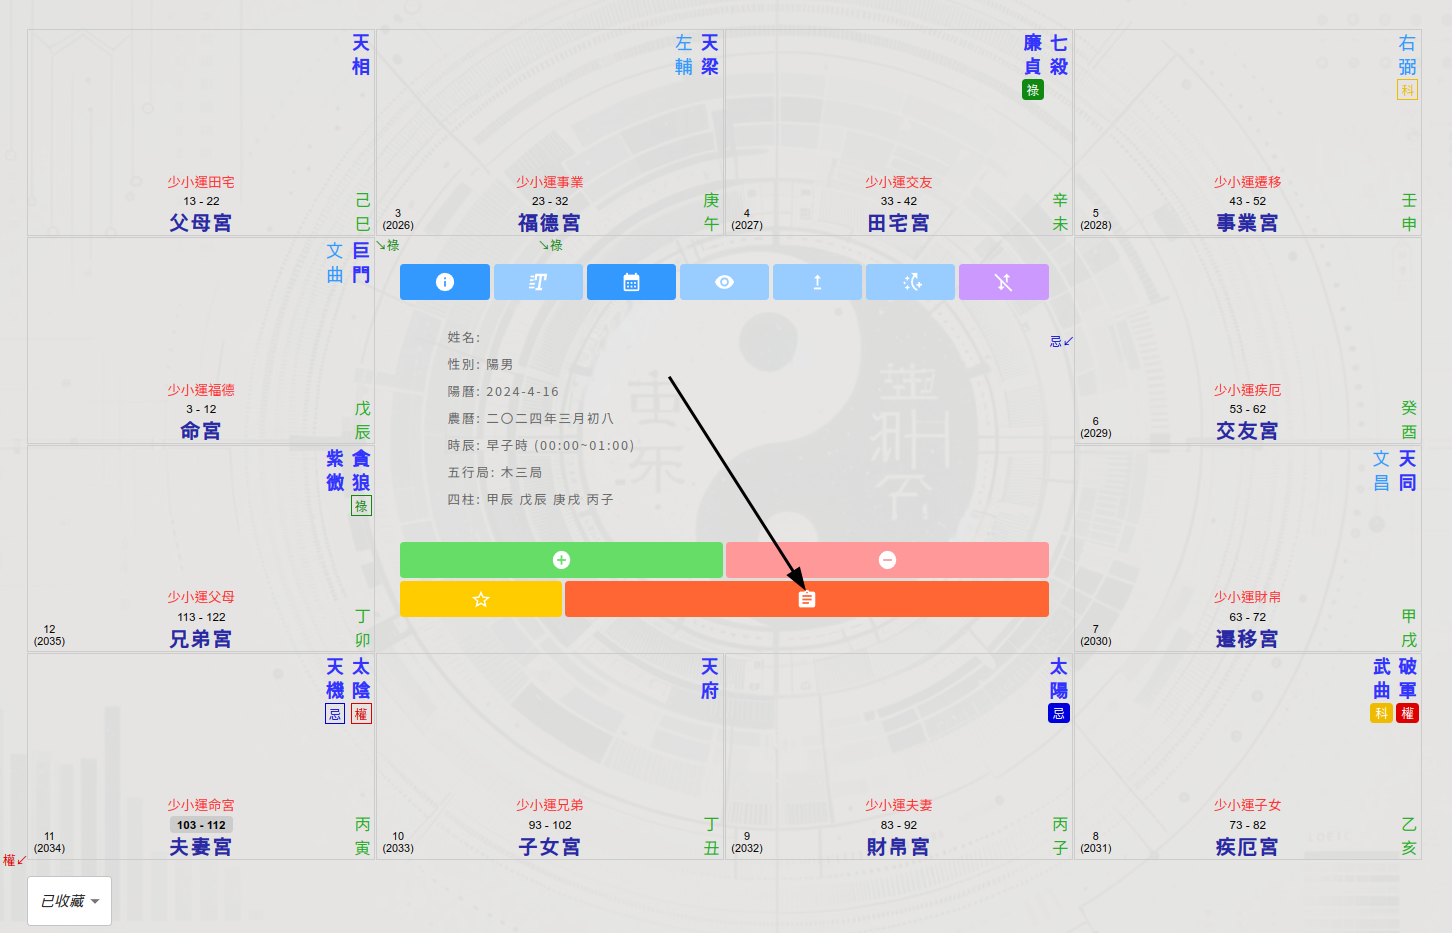 天相
少小運田宅
13 - 22
父母宮
己巳
左輔 天梁
少小運事業
23 - 32
3
(2026)
福德宮
庚午
廉貞 七殺
祿
少小運交友
33 - 42
4
(2027)
田宅宮
辛未
右弼
科
少小運遷移
43 - 52
5
(2028)
事業宮
壬申
↘祿
↘祿
文曲 巨門
少小運福德
3 - 12
命宮
戊辰
姓名:
性別: 陽男
陽曆: 2024-4-16
農曆: 二〇二四年三月初八
時辰: 早子時 (00:00~01:00)
五行局: 木三局
四柱: 甲辰 戊辰 庚戌 丙子
忌↙
少小運疾厄
53 - 62
6
(2029)
交友宮
癸酉
紫微 貪狼
祿
少小運父母
113 - 122
12
(2035)
兄弟宮
丁卯
文昌 天同
少小運財帛
63 - 72
7
(2030)
遷移宮
甲戌
天機 太陰
忌 權
少小運命宮
103 - 112
11
(2034)
夫妻宮
丙寅
權↙
天府
少小運兄弟
93 - 102
10
(2033)
子女宮
丁丑
太陽
忌
少小運夫妻
83 - 92
9
(2032)
財帛宮
丙子
武曲 破軍
科 權
少小運子女
73 - 82
8
(2031)
疾厄宮
乙亥
已收藏